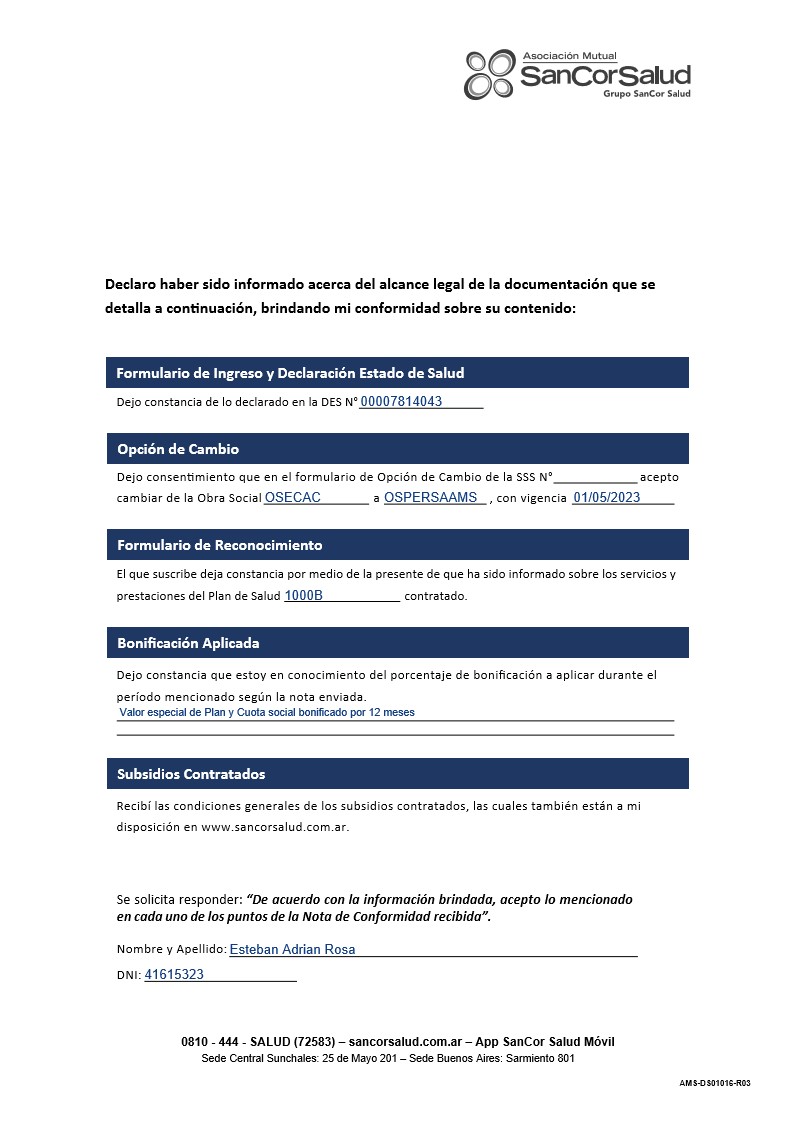 Asociación Mutual
SanCorSalud
Grupo SanCor Salud
Declaro haber sido informado acerca del alcance legal de la documentación que se
detalla a continuación, brindando mi conformidad sobre su contenido:
Formulario de Ingreso y Declaración Estado de Salud
Dejo constancia de lo declarado en la DES N° 00007814043
Opción de Cambio
Dejo consentimiento que en el formulario de Opción de Cambio de la SSS N°____________ acepto
cambiar de la Obra Social OSECAC a OSPERSAAMS , con vigencia 01/05/2023
Formulario de Reconocimiento
El que suscribe deja constancia por medio de la presente de que ha sido informado sobre los servicios y
prestaciones del Plan de Salud 1000B contratado.
Bonificación Aplicada
Dejo constancia que estoy en conocimiento del porcentaje de bonificación a aplicar durante el
período mencionado según la nota enviada.
Valor especial de Plan y Cuota social bonificado por 12 meses
Subsidios Contratados
Recibí las condiciones generales de los subsidios contratados, las cuales también están a mi
disposición en www.sancorsalud.com.ar.
Se solicita responder: “De acuerdo con la información brindada, acepto lo mencionado
en cada uno de los puntos de la Nota de Conformidad recibida”.
Nombre y Apellido: Esteban Adrian Rosa
DNI: 41615323
0810 - 444 - SALUD (72583) – sancorsalud.com.ar – App SanCor Salud Móvil
Sede Central Sunchales: 25 de Mayo 201 – Sede Buenos Aires: Sarmiento 801
AMS-DS01016-R03